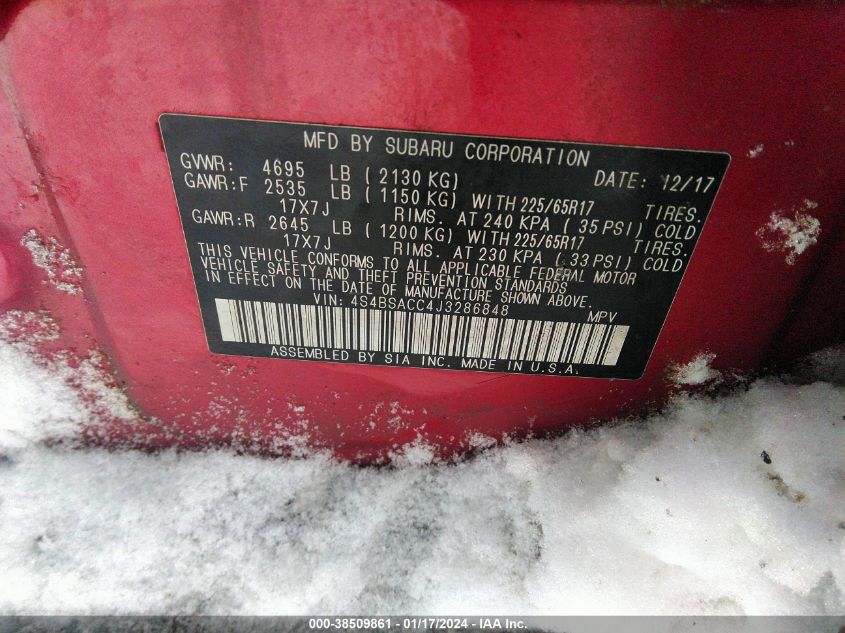 MFD BY SUBARU CORPORATION
GVWR: 4695 LB ( 2130 KG) DATE: 12/17
GAWR:F 2535 LB ( 1150 KG) WITH 225/65R17 TIRES.
17X7J RIMS. AT 240 KPA ( 35 PSI) COLD
GAWR:R 2645 LB ( 1200 KG) WITH 225/65R17 TIRES.
17X7J RIMS. AT 230 KPA ( 33 PSI) COLD
THIS VEHICLE CONFORMS TO ALL APPLICABLE FEDERAL MOTOR
VEHICLE SAFETY AND THEFT PREVENTION STANDARDS
IN EFFECT ON THE DATE OF MANUFACTURE SHOWN ABOVE.
VIN: 4S4BSACC4J3286848 MPV
ASSEMBLED BY SIA INC. MADE IN U.S.A.
000-38509861 - 01/17/2024 - IAA Inc.